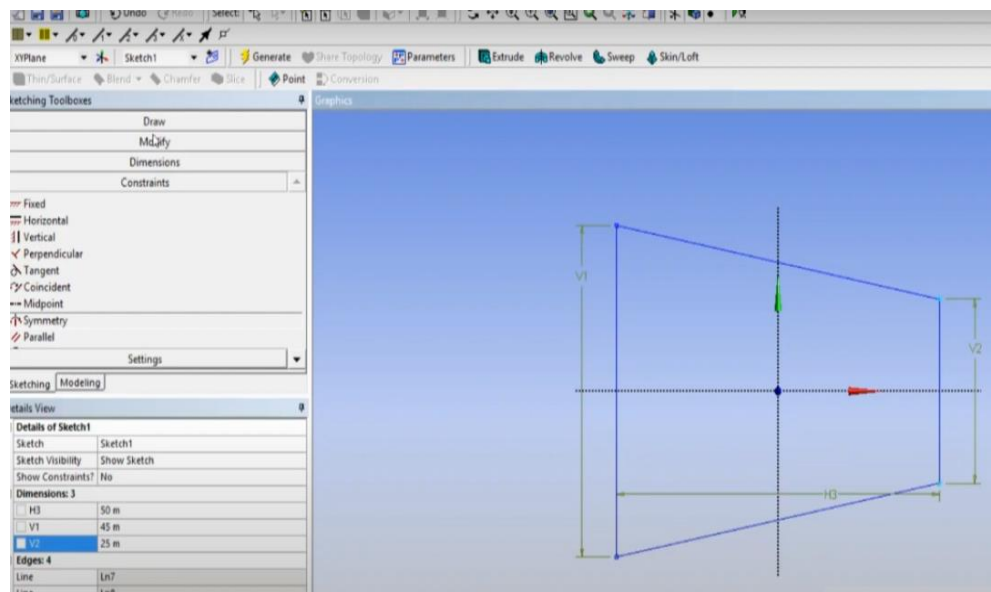 Undo Redo Select:
XYPlane Sketch1 Generate Share Topology Parameters Extrude Revolve Sweep Skin/Loft
Thin/Surface Blend Chamfer Slice Point Conversion
ketching Toolboxes
Graphics
Draw
Modify
Dimensions
Constraints
Fixed
Horizontal
Vertical
Perpendicular
Tangent
Coincident
Midpoint
Symmetry
Parallel
Settings
Sketching Modeling
etails View
Details of Sketch1
Sketch Sketch1
Sketch Visibility Show Sketch
Show Constraints? No
Dimensions: 3
H3 50 m
V1 45 m
V2 25 m
Edges: 4
Line Ln7
V1
V2
H3